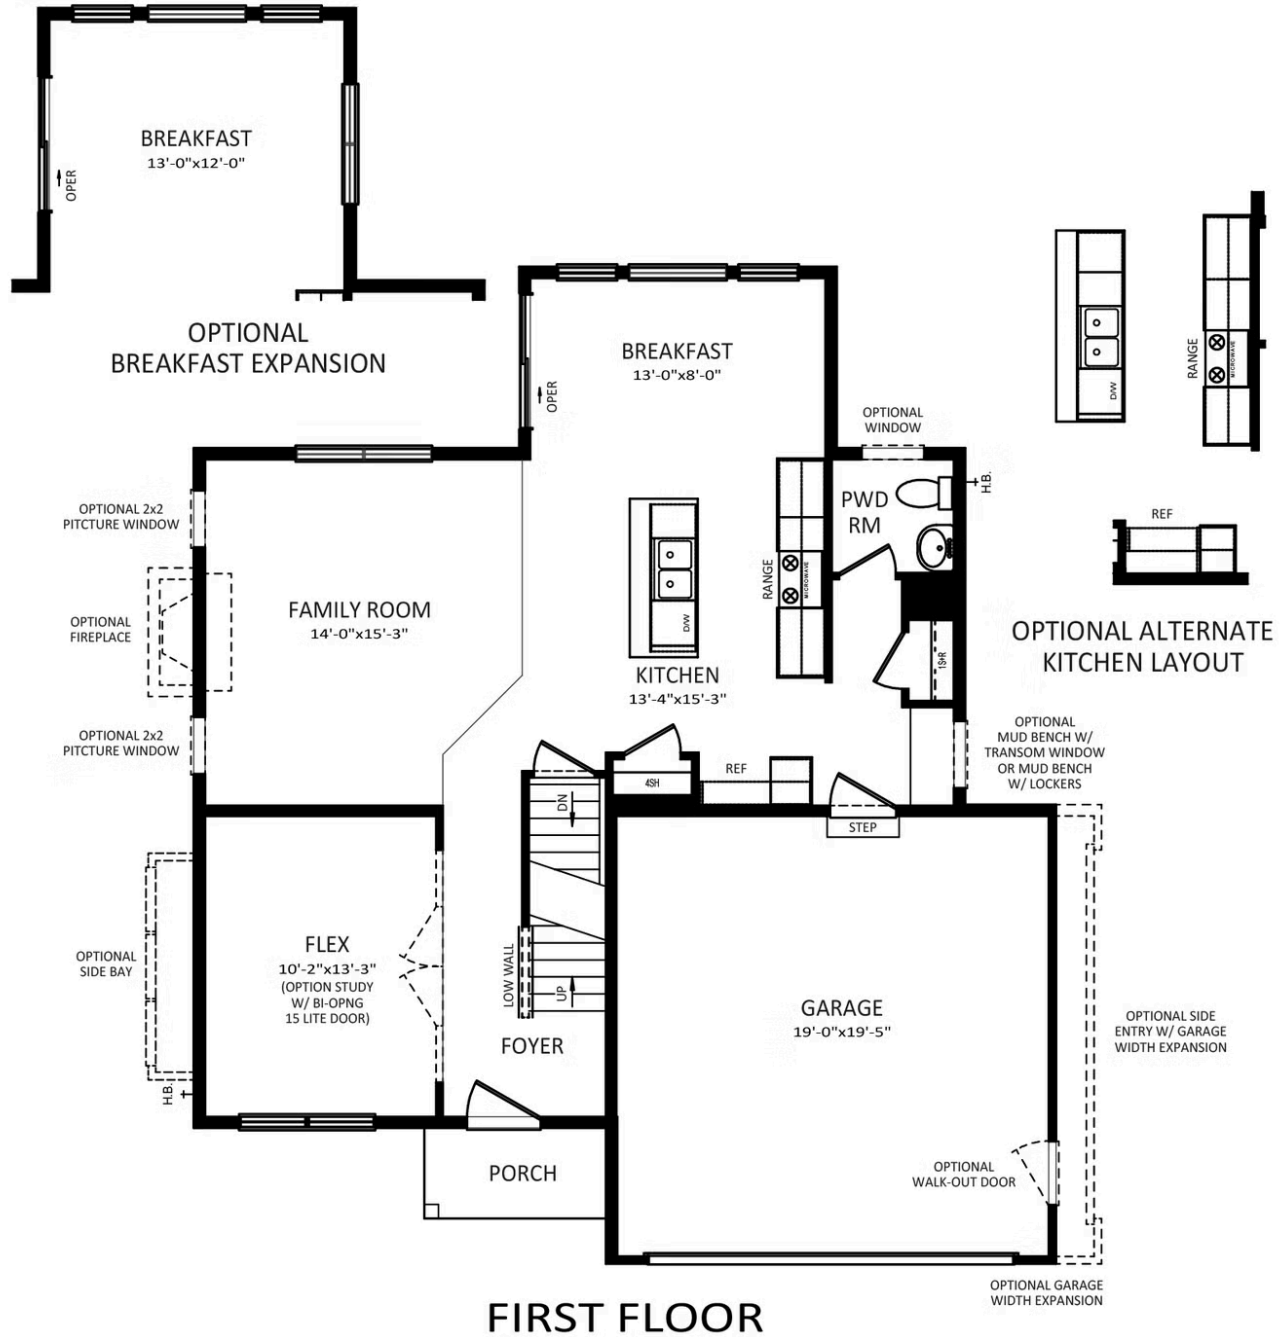 BREAKFAST
13'-0"x12'-0"
OPER
OPTIONAL
BREAKFAST EXPANSION
BREAKFAST
13'-0"x8'-0"
OPER
OPTIONAL
WINDOW
H.B.
PWD
RM
RANGE
MICROWAVE
D/W
RANGE
MICROWAVE
D/W
REF
OPTIONAL ALTERNATE
KITCHEN LAYOUT
OPTIONAL 2x2
PITCTURE WINDOW
OPTIONAL
FIREPLACE
OPTIONAL 2x2
PITCTURE WINDOW
FAMILY ROOM
14'-0"x15'-3"
KITCHEN
13'-4"x15'-3"
1S+R
OPTIONAL
MUD BENCH W/
TRANSOM WINDOW
OR MUD BENCH
W/ LOCKERS
4SH
REF
STEP
DN
UP
LOW WALL
FLEX
10'-2"x13'-3"
(OPTION STUDY
W/ BI-OPNG
15 LITE DOOR)
OPTIONAL
SIDE BAY
H.B.
FOYER
PORCH
GARAGE
19'-0"x19'-5"
OPTIONAL SIDE
ENTRY W/ GARAGE
WIDTH EXPANSION
OPTIONAL
WALK-OUT DOOR
OPTIONAL GARAGE
WIDTH EXPANSION
FIRST FLOOR